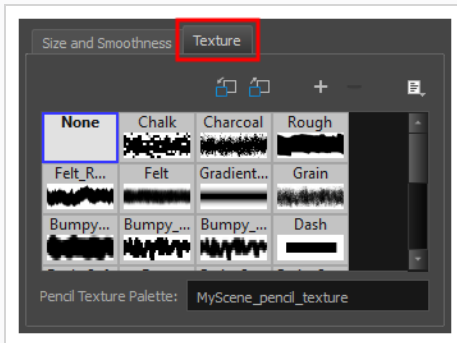 Size and Smoothness Texture
None Chalk Charcoal Rough
Felt_R... Felt Gradient... Grain
Bumpy... Bumpy_... Bumpy_... Dash
Pencil Texture Palette: MyScene_pencil_texture